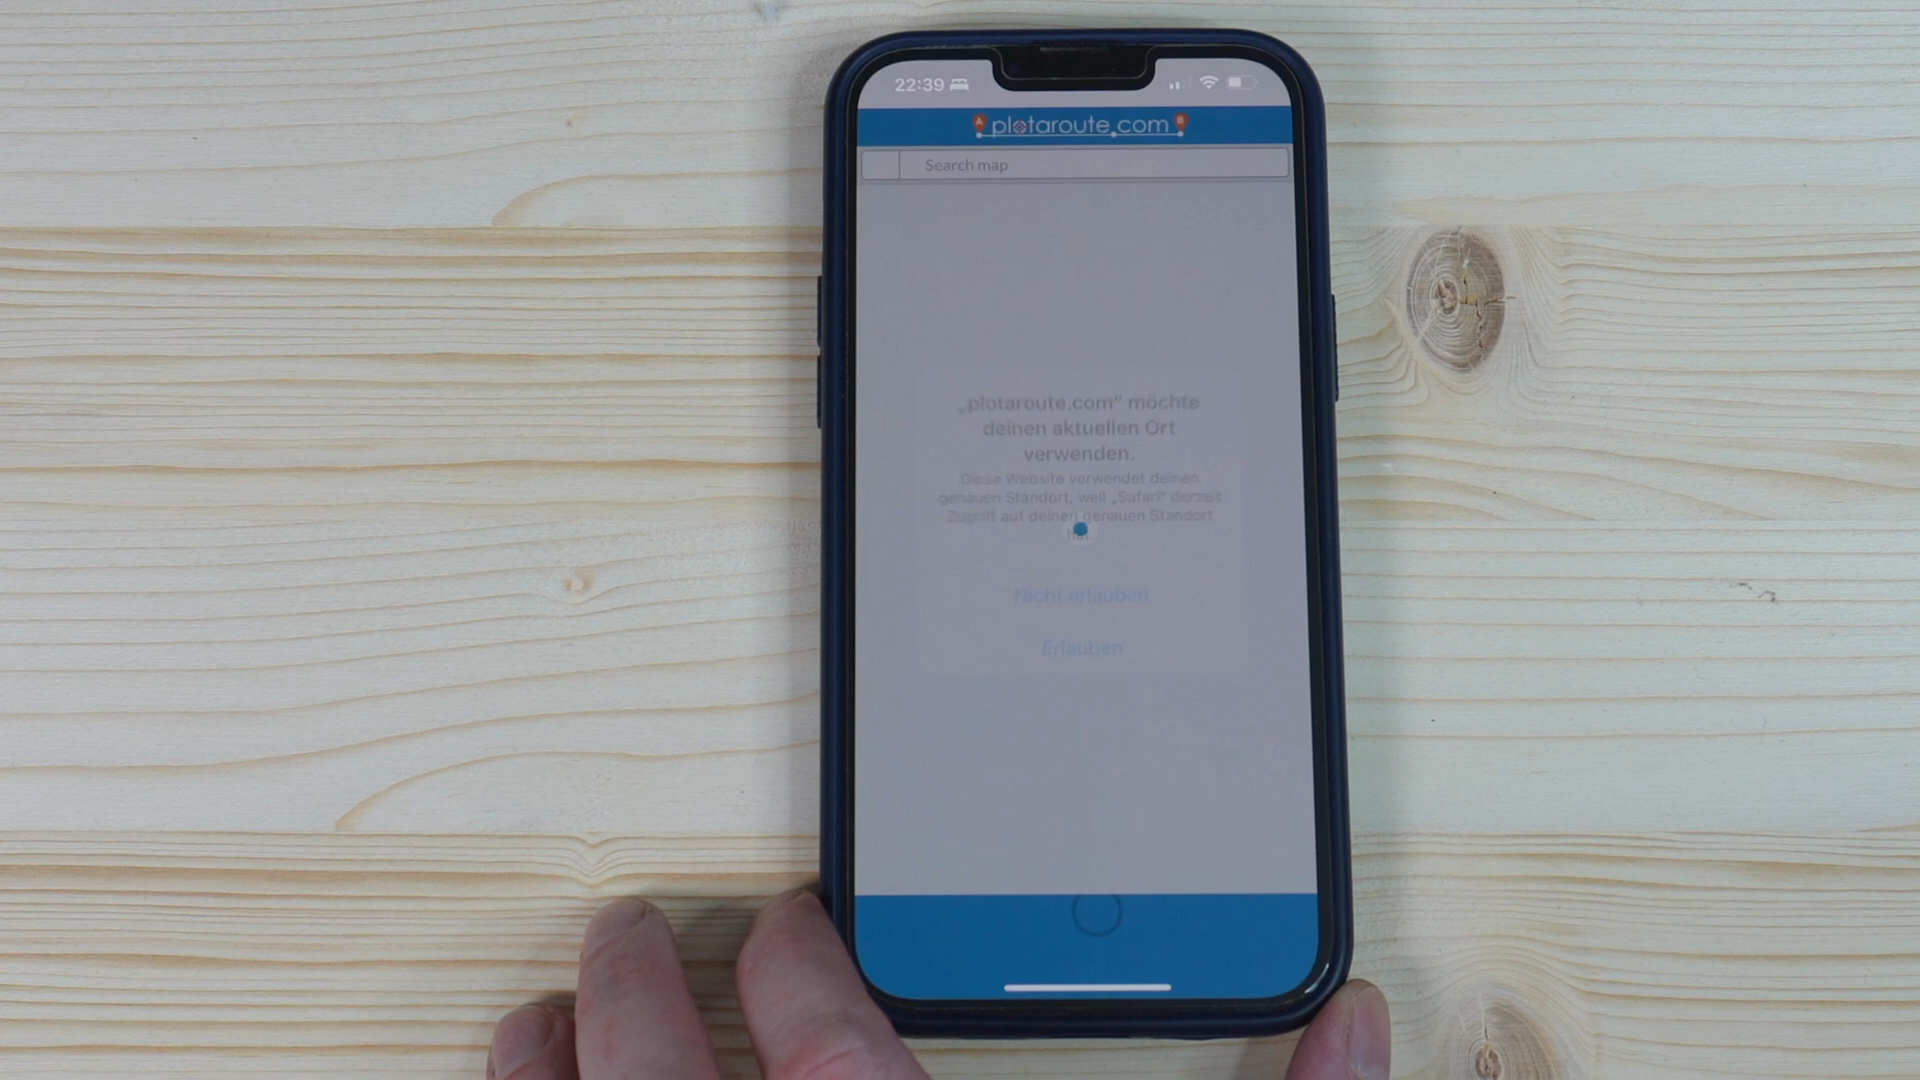 22:39
A plotaroute.com B
Search map
„plotaroute.com“ möchte
deinen aktuellen Ort
verwenden.
Diese Website verwendet deinen
genauen Standort, weil „Safari“ derzeit
Zugriff auf deinen genauen Standort
hat.
Nicht erlauben
Erlauben